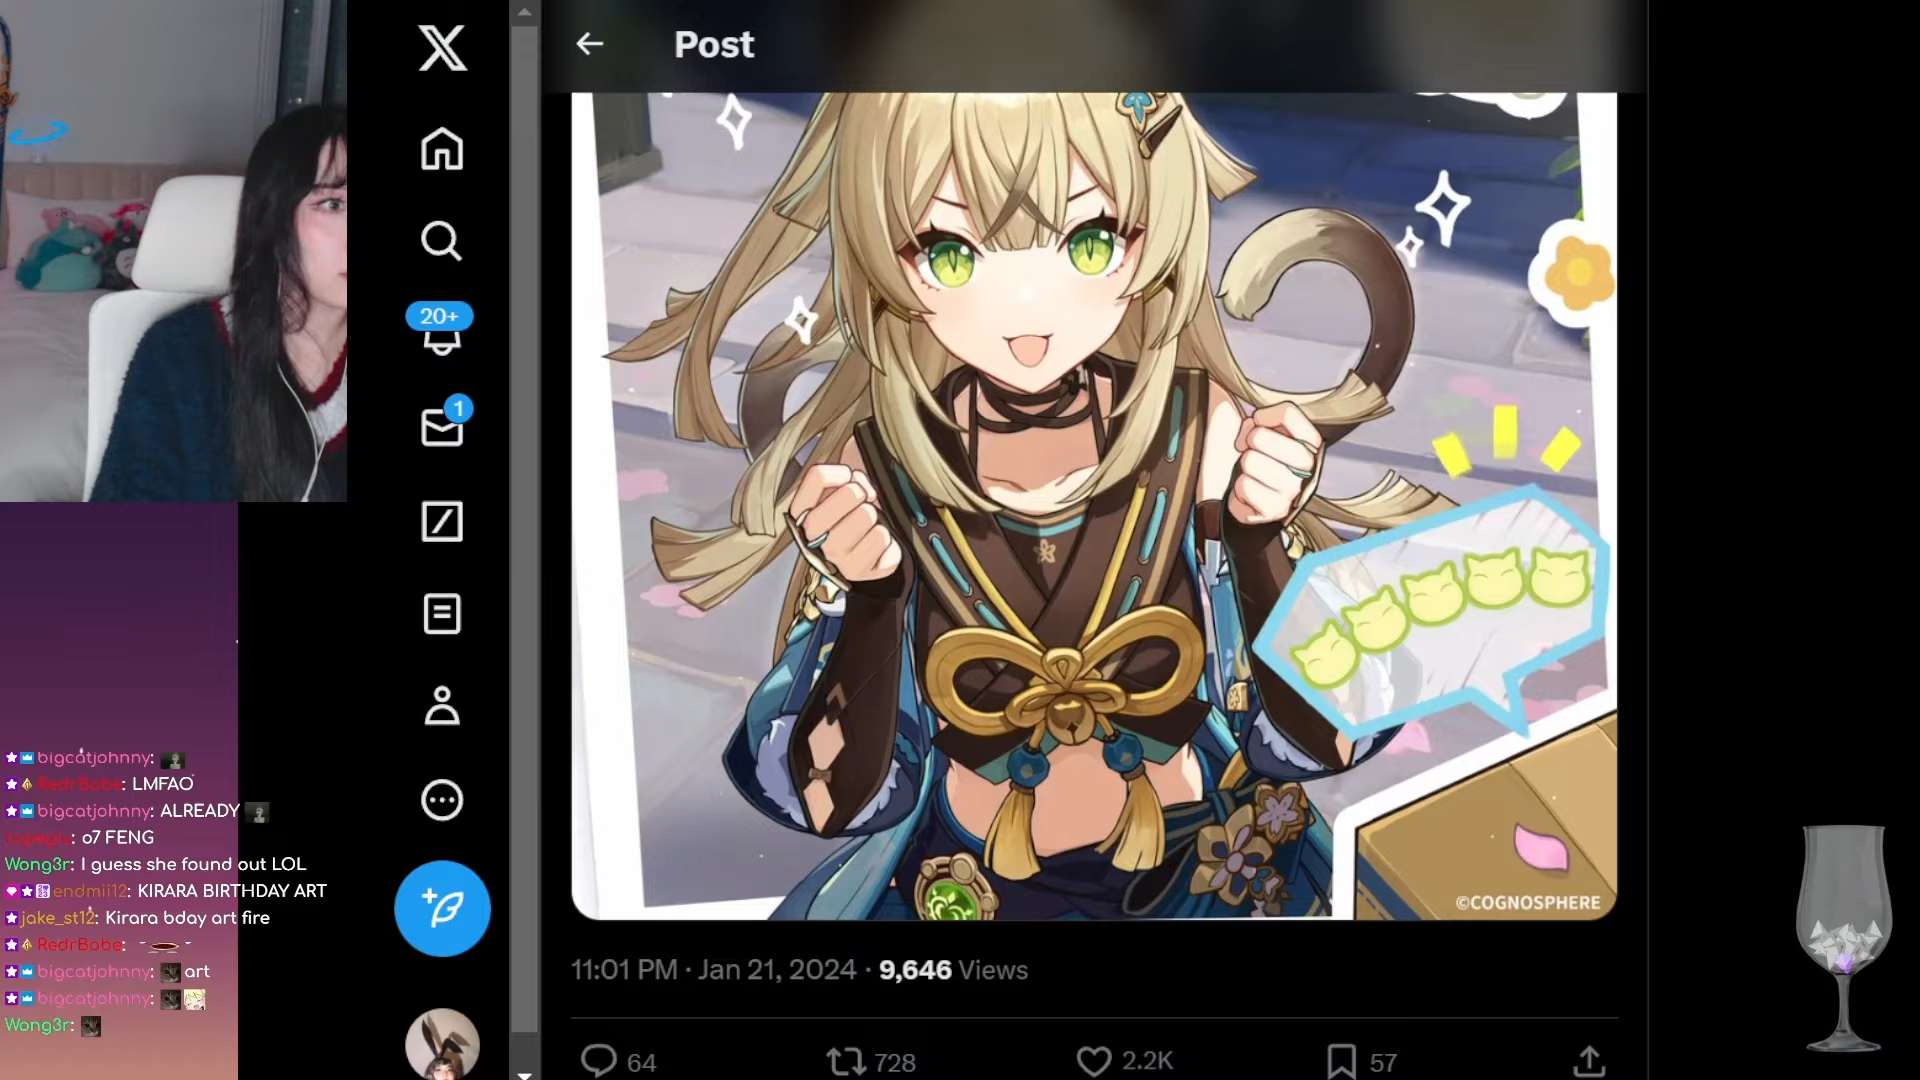 Post
20+
1
©COGNOSPHERE
11:01 PM · Jan 21, 2024 · 9,646 Views
64 728 2.2K 57
bigcatjohnny:
RedrBabe: LMFAO
bigcatjohnny: ALREADY
: o7 FENG
Wong3r: I guess she found out LOL
endmii12: KIRARA BIRTHDAY ART
jake_st12: Kirara bday art fire
RedrBabe:
bigcatjohnny: art
bigcatjohnny:
Wong3r: